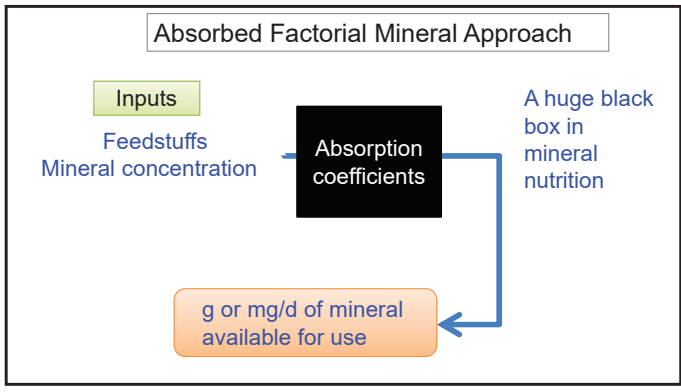 Absorbed Factorial Mineral Approach
Inputs
Feedstuffs
Mineral concentration
Absorption
coefficients
A huge black
box in
mineral
nutrition
g or mg/d of mineral
available for use